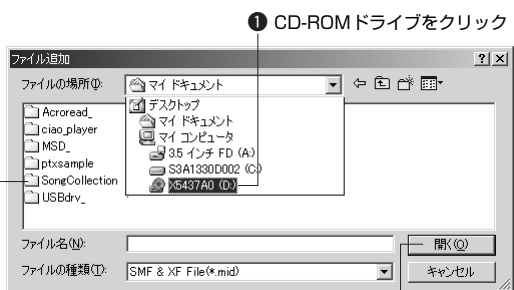 ❶ CD-ROMドライブをクリック
ファイル追加
ファイルの場所(I):
マイ ドキュメント
デスクトップ
マイ ドキュメント
マイ コンピュータ
3.5 インチ FD (A:)
S3A1330D002 (C:)
X5437A0 (D:)
Acroread_
ciao_player
MSD_
ptxsample
SongCollection
USBdrv_
ファイル名(N):
開く(O)
ファイルの種類(T):
SMF & XF File(*.mid)
キャンセル